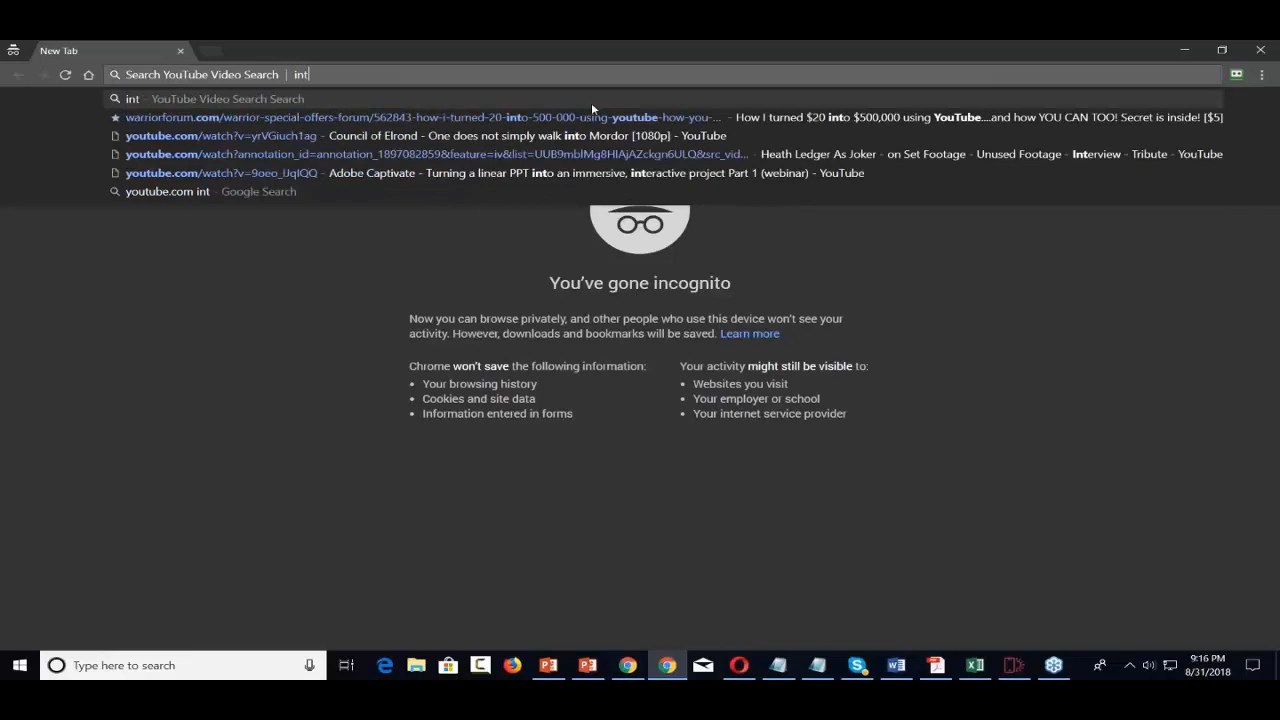 New Tab
Search YouTube Video Search | int
int - YouTube Video Search Search
warriorforum.com/warrior-special-offers-forum/562843-how-i-turned-20-into-500-000-using-youtube-how-you-... - How I turned $20 into $500,000 using YouTube....and how YOU CAN TOO! Secret is inside! [$5]
youtube.com/watch?v=yrVGiuch1ag - Council of Elrond - One does not simply walk into Mordor [1080p] - YouTube
youtube.com/watch?annotation_id=annotation_1897082859&feature=iv&list=UUB9mblMg8HIAjAZckgn6ULQ&src_vid... - Heath Ledger As Joker - on Set Footage - Unused Footage - Interview - Tribute - YouTube
youtube.com/watch?v=9oeo_lJqIQQ - Adobe Captivate - Turning a linear PPT into an immersive, interactive project Part 1 (webinar) - YouTube
youtube.com int - Google Search
You've gone incognito
Now you can browse privately, and other people who use this device won't see your
activity. However, downloads and bookmarks will be saved. Learn more
Chrome won't save the following information:
• Your browsing history
• Cookies and site data
• Information entered in forms
Your activity might still be visible to:
• Websites you visit
• Your employer or school
• Your internet service provider
Type here to search
9:16 PM
8/31/2018